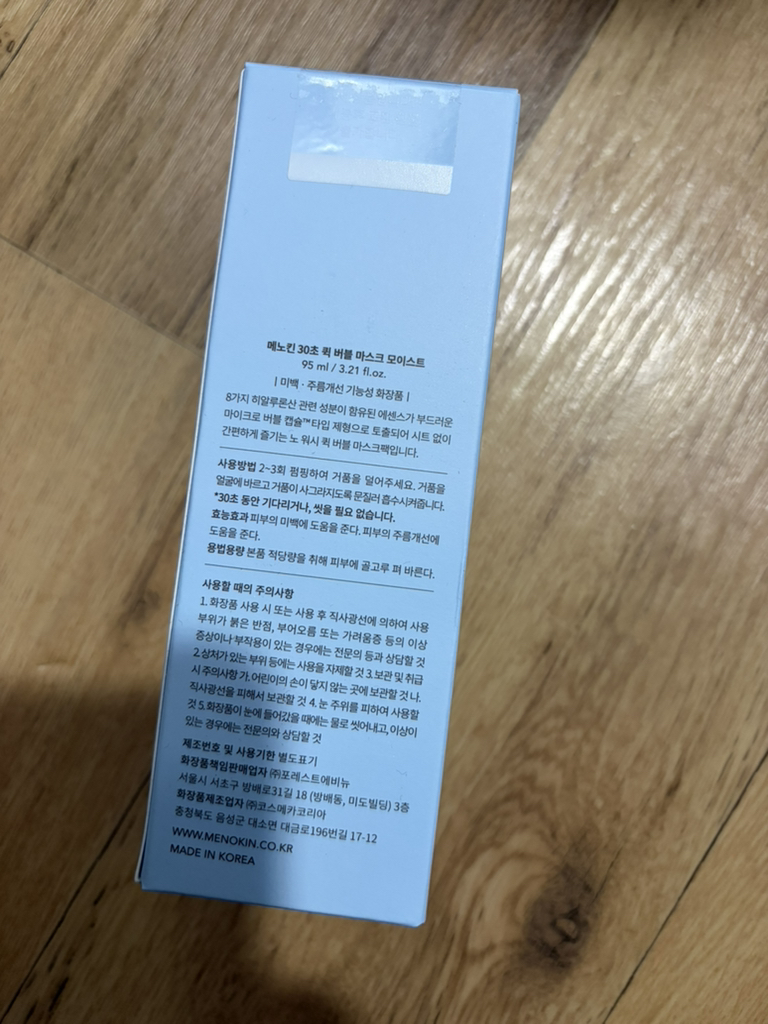 메노킨 30초 퀵 버블 마스크 모이스트
95 ml / 3.21 fl.oz.
| 미백 · 주름개선 기능성 화장품 |
8가지 히알루론산 관련 성분이 함유된 에센스가 부드러운
마이크로 버블 캡슐™타입 제형으로 토출되어 시트 없이
간편하게 즐기는 노 워시 퀵 버블 마스크팩입니다.
사용방법 2~3회 펌핑하여 거품을 덜어주세요. 거품을
얼굴에 바르고 거품이 사그라지도록 문질러 흡수시켜줍니다.
*30초 동안 기다리거나, 씻을 필요 없습니다.
효능효과 피부의 미백에 도움을 준다. 피부의 주름개선에
도움을 준다.
용법용량 본품 적당량을 취해 피부에 골고루 펴 바른다.
사용할 때의 주의사항
1. 화장품 사용 시 또는 사용 후 직사광선에 의하여 사용
부위가 붉은 반점, 부어오름 또는 가려움증 등의 이상
증상이나 부작용이 있는 경우에는 전문의 등과 상담할 것
2. 상처가 있는 부위 등에는 사용을 자제할 것 3. 보관 및 취급
시 주의사항 가. 어린이의 손이 닿지 않는 곳에 보관할 것 나.
직사광선을 피해서 보관할 것 4. 눈 주위를 피하여 사용할
것 5. 화장품이 눈에 들어갔을 때에는 물로 씻어내고, 이상이
있는 경우에는 전문의와 상담할 것
제조번호 및 사용기한 별도표기
화장품책임판매업자 ㈜포레스트에비뉴
서울시 서초구 방배로31길 18 (방배동, 미도빌딩) 3층
화장품제조업자 ㈜코스메카코리아
충청북도 음성군 대소면 대금로196번길 17-12
WWW.MENOKIN.CO.KR
MADE IN KOREA